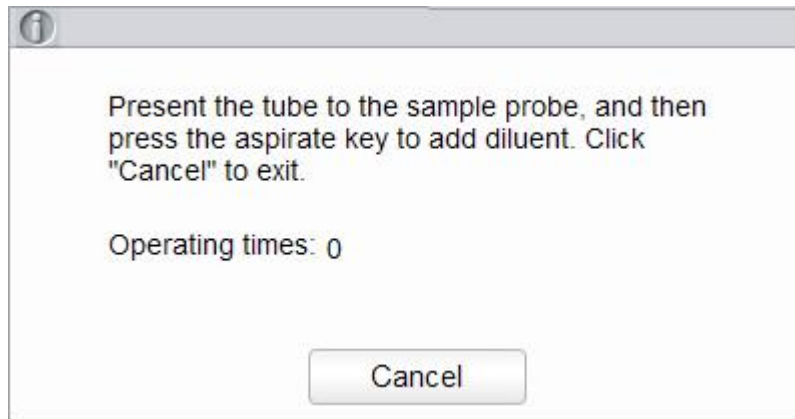 Present the tube to the sample probe, and then
press the aspirate key to add diluent. Click
"Cancel" to exit.
Operating times: 0
Cancel